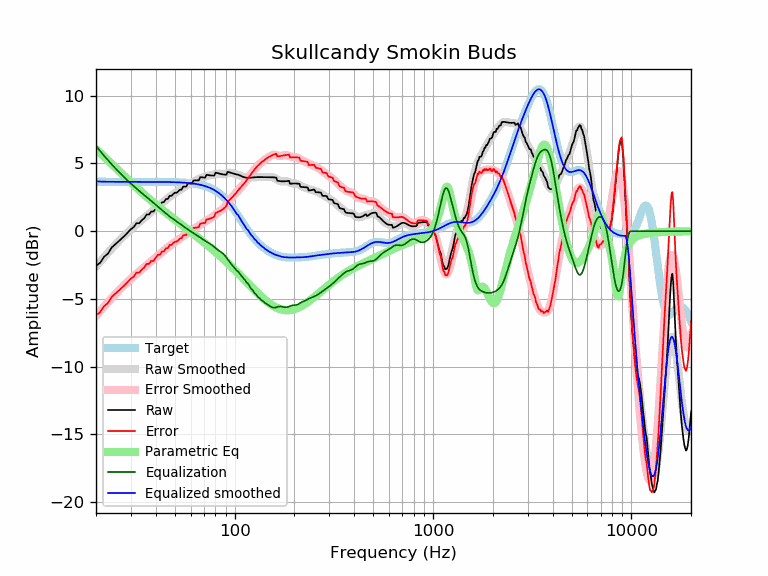 Skullcandy Smokin Buds
Amplitude (dBr)
10
5
0
−5
−10
−15
−20
Target
Raw Smoothed
Error Smoothed
Raw
Error
Parametric Eq
Equalization
Equalized smoothed
100
1000
10000
Frequency (Hz)